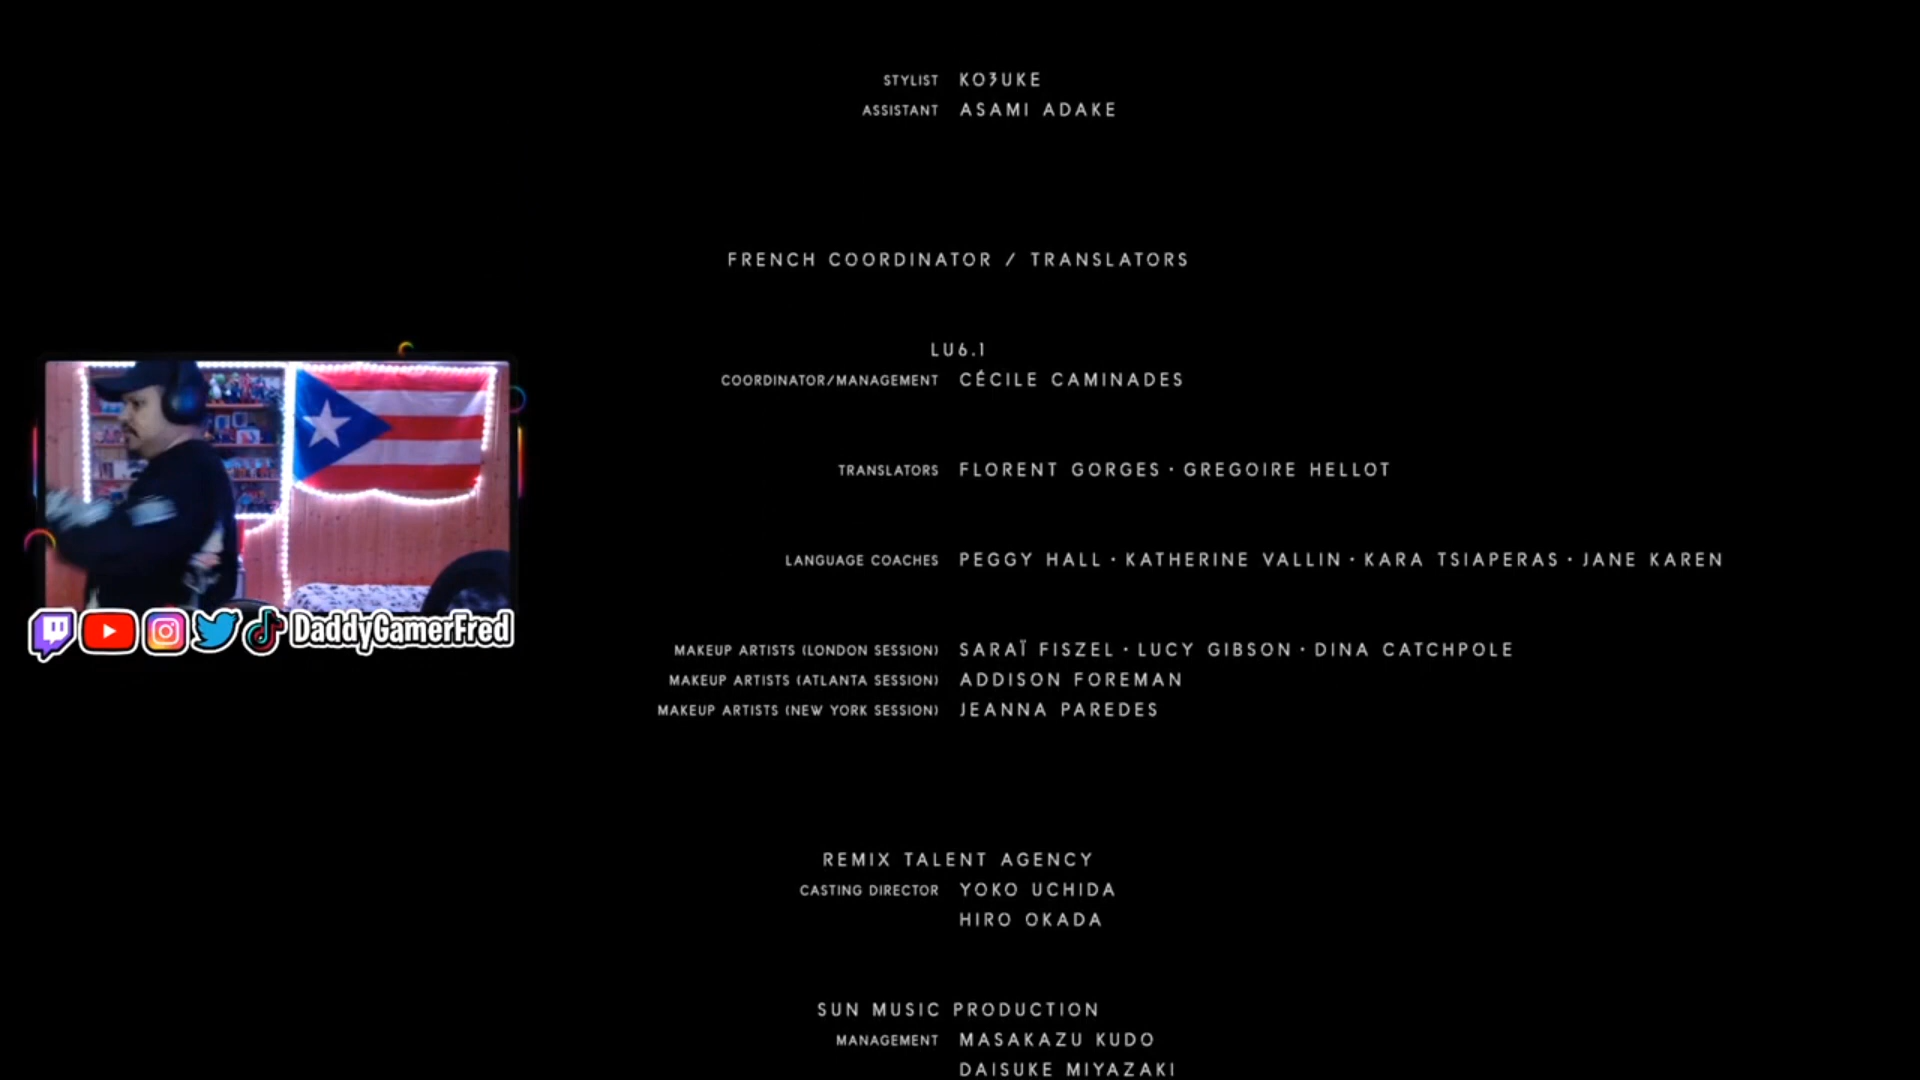 STYLIST KO3UKE
ASSISTANT ASAMI ADAKE
FRENCH COORDINATOR / TRANSLATORS
LU6.1
COORDINATOR/MANAGEMENT CÉCILE CAMINADES
TRANSLATORS FLORENT GORGES · GREGOIRE HELLOT
LANGUAGE COACHES PEGGY HALL · KATHERINE VALLIN · KARA TSIAPERAS · JANE KAREN
DaddyGamerFred
MAKEUP ARTISTS (LONDON SESSION) SARAÏ FISZEL · LUCY GIBSON · DINA CATCHPOLE
MAKEUP ARTISTS (ATLANTA SESSION) ADDISON FOREMAN
MAKEUP ARTISTS (NEW YORK SESSION) JEANNA PAREDES
REMIX TALENT AGENCY
CASTING DIRECTOR YOKO UCHIDA
HIRO OKADA
SUN MUSIC PRODUCTION
MANAGEMENT MASAKAZU KUDO
DAISUKE MIYAZAKI